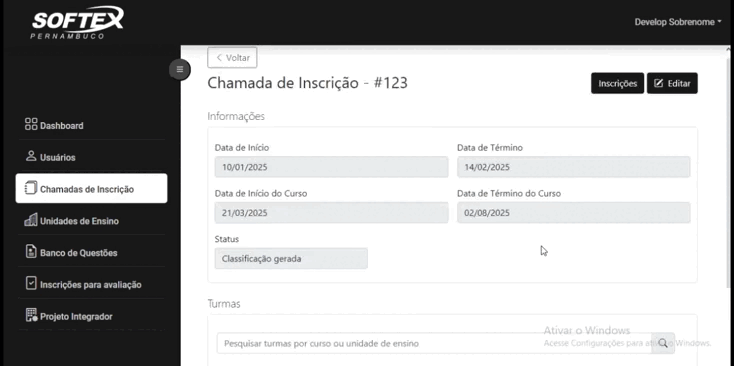 SOFTEX
PERNAMBUCO
Develop Sobrenome
Voltar
Chamada de Inscrição - #123
Inscrições
Editar
Informações
Dashboard
Usuários
Chamadas de Inscrição
Unidades de Ensino
Banco de Questões
Inscrições para avaliação
Projeto Integrador
Data de Início
Data de Término
10/01/2025
14/02/2025
Data de Início do Curso
Data de Término do Curso
21/03/2025
02/08/2025
Status
Classificação gerada
Turmas
Pesquisar turmas por curso ou unidade de ensino
Ativar o Windows
Acesse Configurações para ativar o Windows.